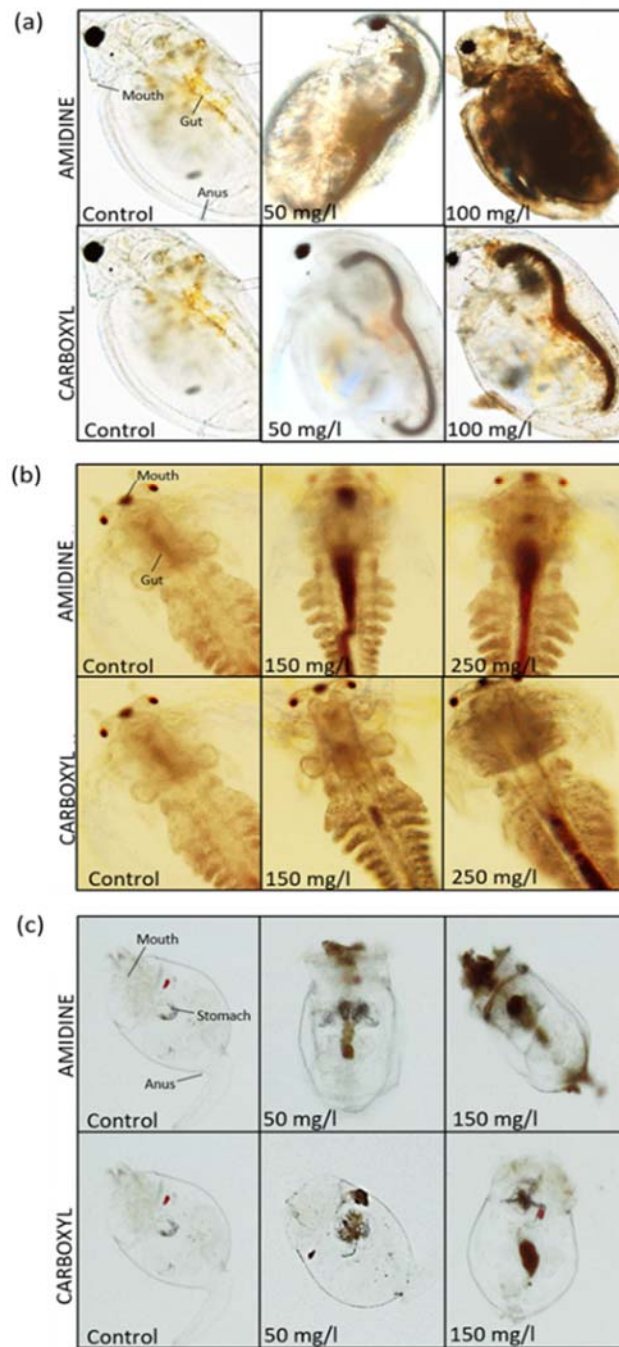 (a)
AMIDINE
Mouth
Gut
Anus
Control
50 mg/l
100 mg/l
CARBOXYL
Control
50 mg/l
100 mg/l
(b)
AMIDINE
Mouth
Gut
Control
150 mg/l
250 mg/l
CARBOXYL
Control
150 mg/l
250 mg/l
(c)
AMIDINE
Mouth
Stomach
Anus
Control
50 mg/l
150 mg/l
CARBOXYL
Control
50 mg/l
150 mg/l